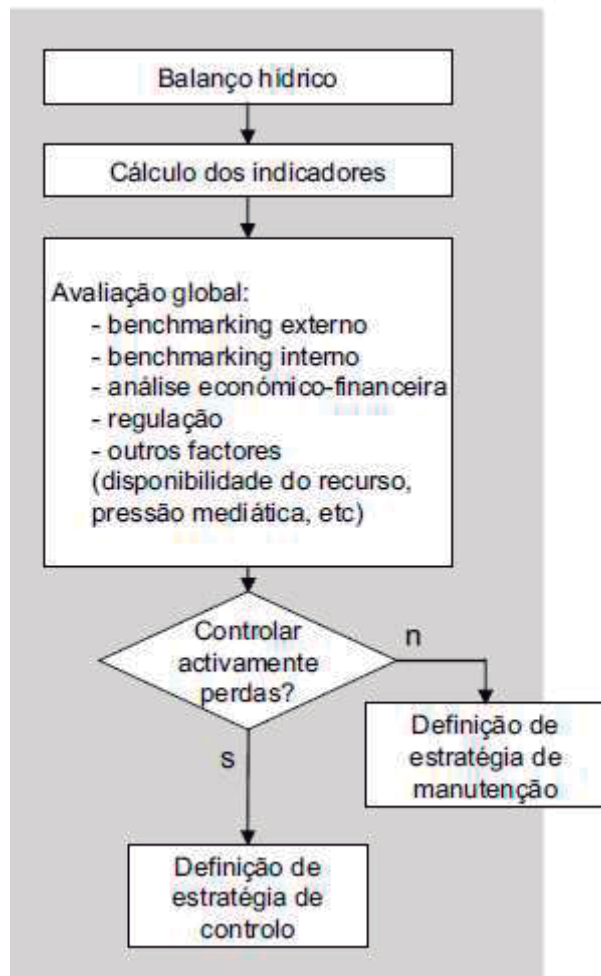 Balanço hídrico
Cálculo dos indicadores
Avaliação global:
- benchmarking externo
- benchmarking interno
- análise económico-financeira
- regulação
- outros factores
(disponibilidade do recurso,
pressão mediática, etc)
Controlar
activamente
perdas?
n
Definição de
estratégia de
manutenção
s
Definição de
estratégia de
controlo